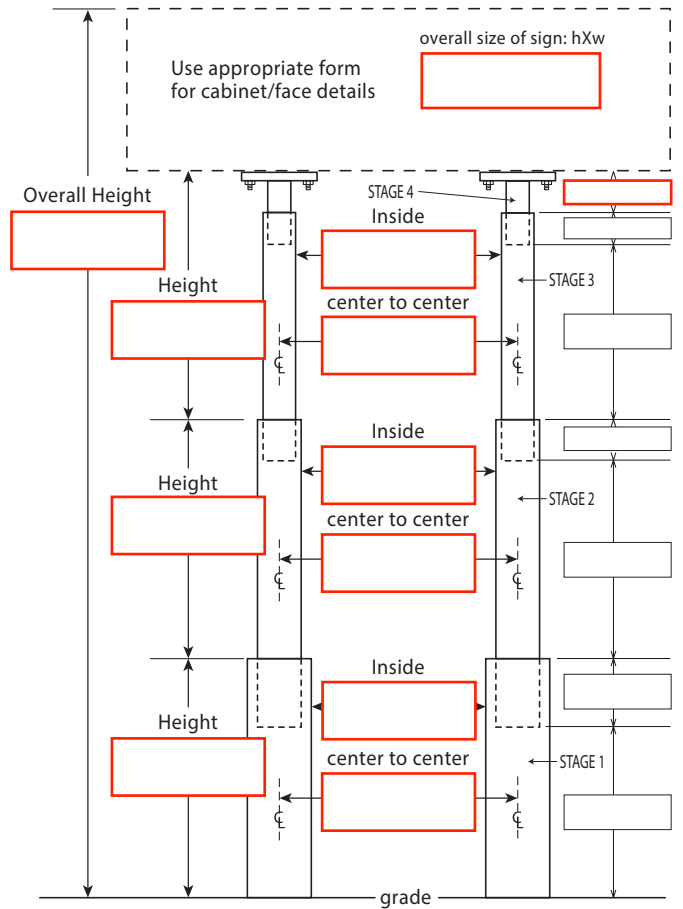 overall size of sign: hXw
Use appropriate form
for cabinet/face details
Overall Height
STAGE 4
Inside
Height
STAGE 3
center to center
℄
℄
Inside
Height
STAGE 2
center to center
℄
℄
Inside
Height
center to center
STAGE 1
℄
℄
grade